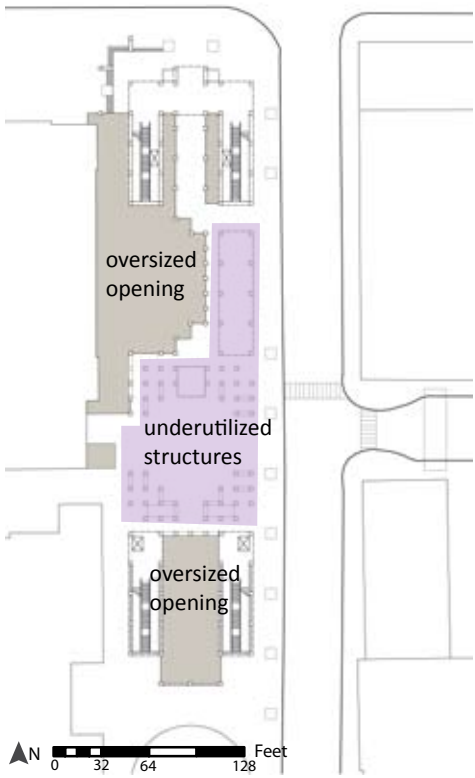 oversized
opening
underutilized
structures
oversized
opening
N
Feet
0 32 64 128